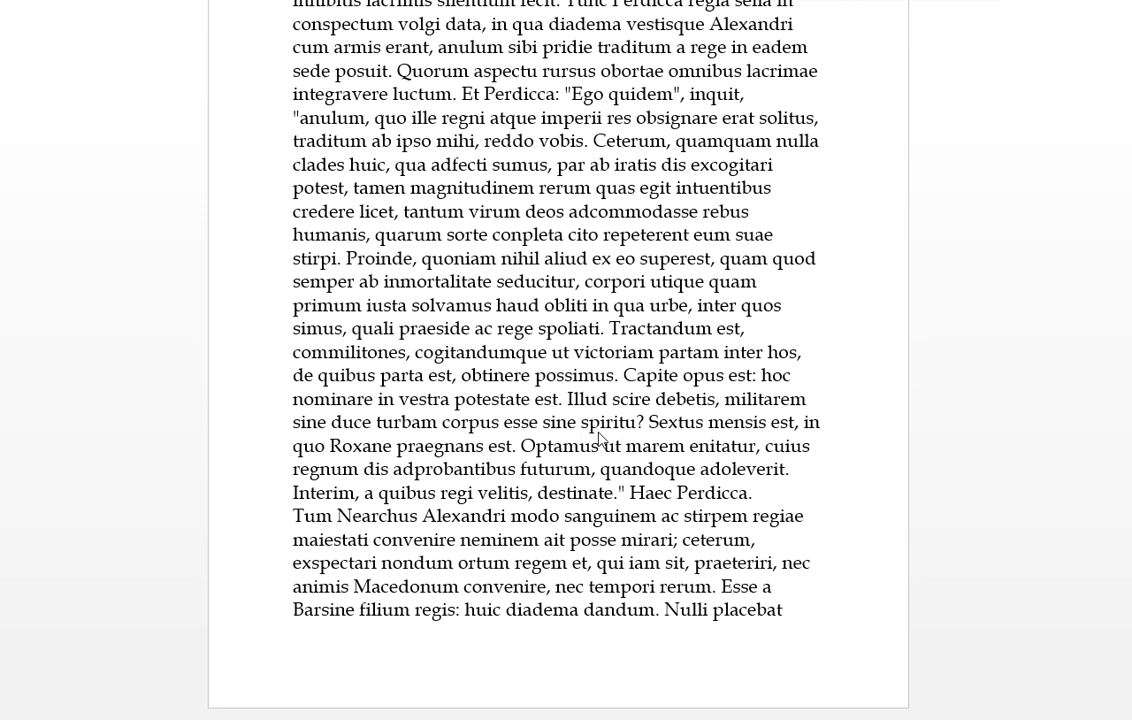 inhibitis lacrimis silentium fecit. Tunc Perdicca regia sella in
conspectum volgi data, in qua diadema vestisque Alexandri
cum armis erant, anulum sibi pridie traditum a rege in eadem
sede posuit. Quorum aspectu rursus obortae omnibus lacrimae
integravere luctum. Et Perdicca: "Ego quidem", inquit,
"anulum, quo ille regni atque imperii res obsignare erat solitus,
traditum ab ipso mihi, reddo vobis. Ceterum, quamquam nulla
clades huic, qua adfecti sumus, par ab iratis dis excogitari
potest, tamen magnitudinem rerum quas egit intuentibus
credere licet, tantum virum deos adcommodasse rebus
humanis, quarum sorte conpleta cito repeterent eum suae
stirpi. Proinde, quoniam nihil aliud ex eo superest, quam quod
semper ab inmortalitate seducitur, corpori utique quam
primum iusta solvamus haud obliti in qua urbe, inter quos
simus, quali praeside ac rege spoliati. Tractandum est,
commilitones, cogitandumque ut victoriam partam inter hos,
de quibus parta est, obtinere possimus. Capite opus est: hoc
nominare in vestra potestate est. Illud scire debetis, militarem
sine duce turbam corpus esse sine spiritu? Sextus mensis est, in
quo Roxane praegnans est. Optamus ut marem enitatur, cuius
regnum dis adprobantibus futurum, quandoque adoleverit.
Interim, a quibus regi velitis, destinate." Haec Perdicca.
Tum Nearchus Alexandri modo sanguinem ac stirpem regiae
maiestati convenire neminem ait posse mirari; ceterum,
exspectari nondum ortum regem et, qui iam sit, praeteriri, nec
animis Macedonum convenire, nec tempori rerum. Esse a
Barsine filium regis: huic diadema dandum. Nulli placebat